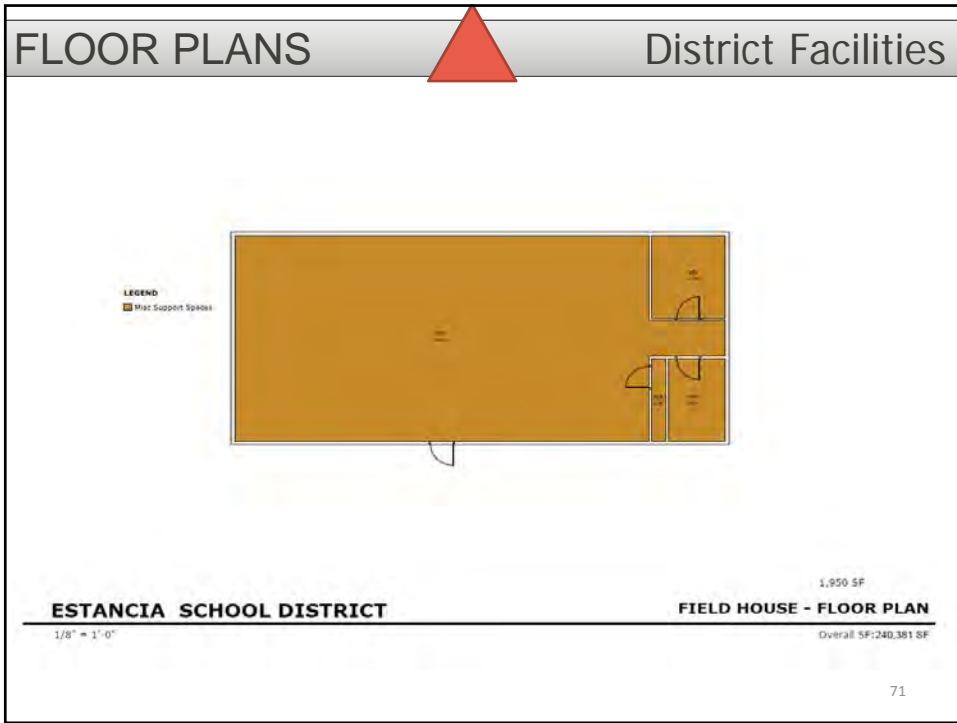 FLOOR PLANS
District Facilities
LEGEND
Misc Support Spaces
1,950 SF
ESTANCIA SCHOOL DISTRICT
FIELD HOUSE - FLOOR PLAN
1/8" = 1'-0"
Overall SF:240,381 SF
71